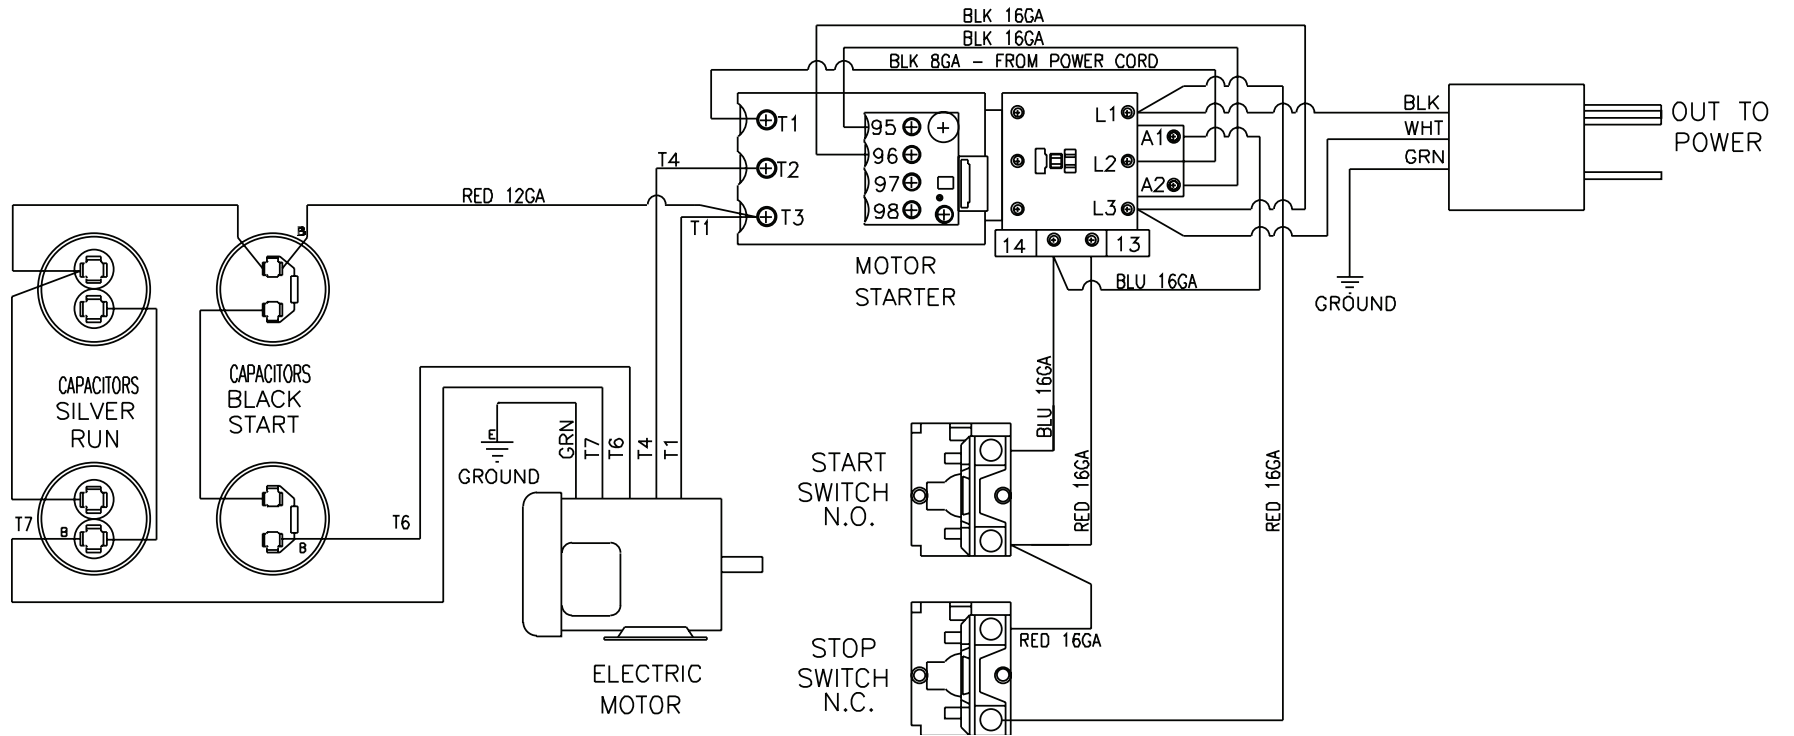 BLK 16GA
BLK 16GA
BLK 8GA - FROM POWER CORD
T1
T2
T3
T4
T1
95
96
97
98
L1
L2
L3
A1
A2
14
13
MOTOR
STARTER
BLU 16GA
BLK
WHT
GRN
OUT TO
POWER
GROUND
RED 12GA
B
CAPACITORS
SILVER
RUN
CAPACITORS
BLACK
START
T7
B
T6
B
E
GROUND
GRN
T7
T6
T4
T1
ELECTRIC
MOTOR
BLU 16GA
RED 16GA
RED 16GA
START
SWITCH
N.O.
RED 16GA
STOP
SWITCH
N.C.